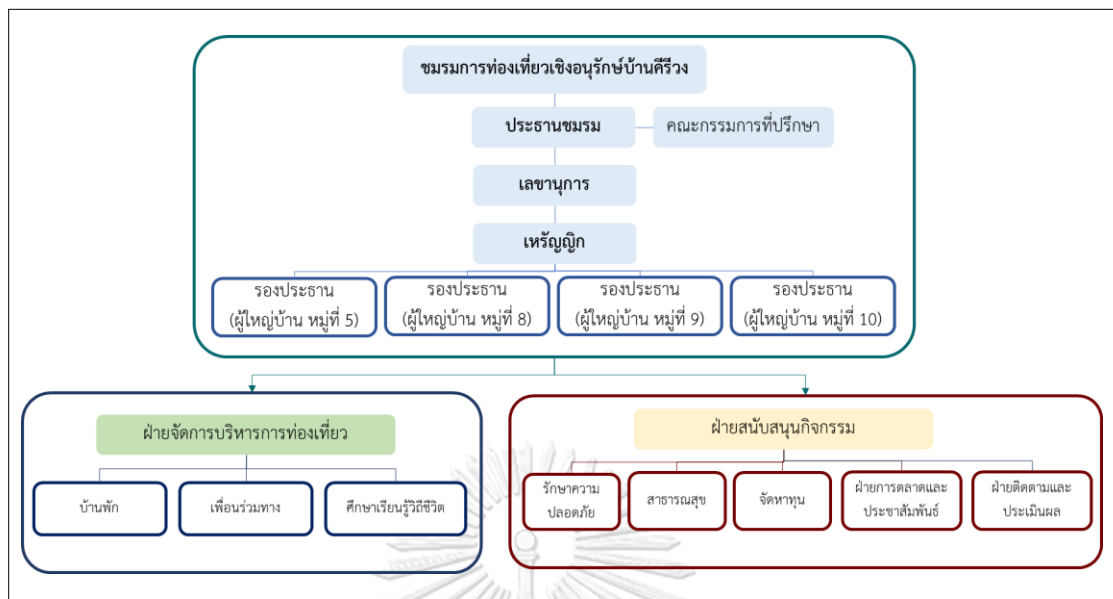 ชมรมการท่องเที่ยวเชิงอนุรักษ์บ้านคีรีวง
ประธานชมรม
คณะกรรมการที่ปรึกษา
เลขานุการ
เหรัญญิก
รองประธาน
(ผู้ใหญ่บ้าน หมู่ที่ 5)
รองประธาน
(ผู้ใหญ่บ้าน หมู่ที่ 8)
รองประธาน
(ผู้ใหญ่บ้าน หมู่ที่ 9)
รองประธาน
(ผู้ใหญ่บ้าน หมู่ที่ 10)
ฝ่ายจัดการบริหารการท่องเที่ยว
บ้านพัก
เพื่อนร่วมทาง
ศึกษาเรียนรู้วิถีชีวิต
ฝ่ายสนับสนุนกิจกรรม
รักษาความ
ปลอดภัย
สาธารณสุข
จัดหาทุน
ฝ่ายการตลาดและ
ประชาสัมพันธ์
ฝ่ายติดตามและ
ประเมินผล